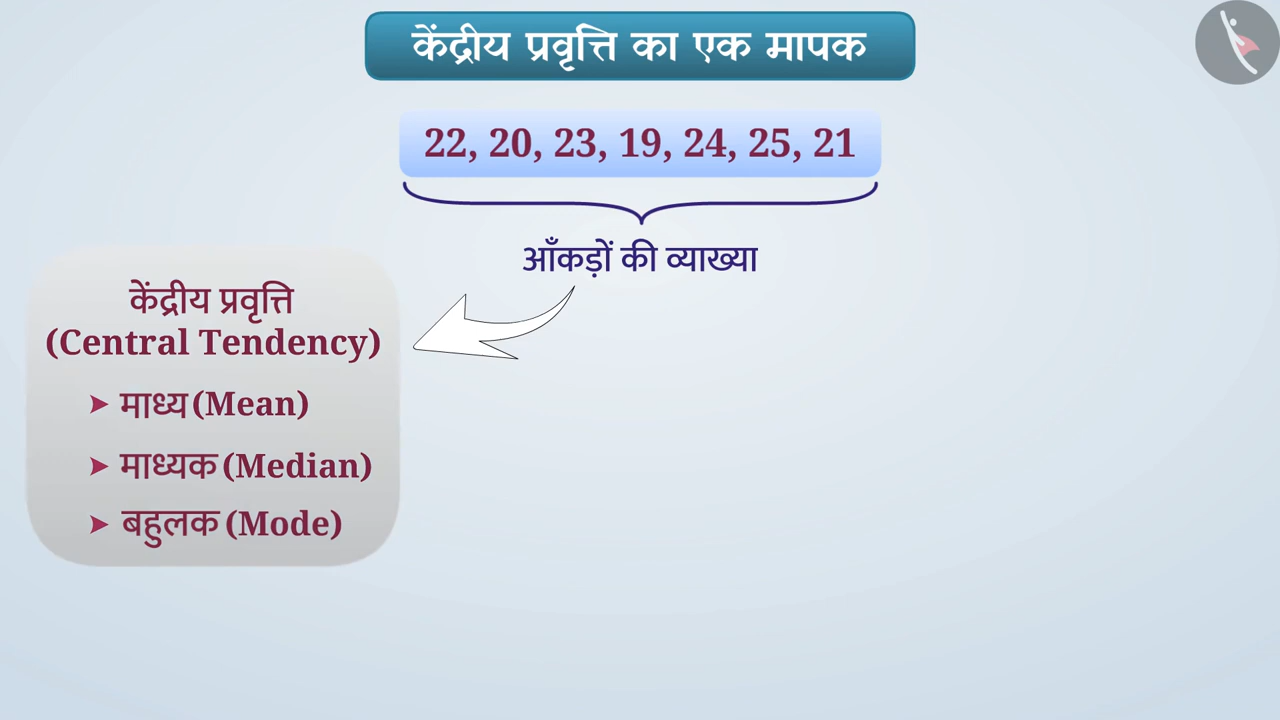 केंद्रीय प्रवृत्ति का एक मापक
22, 20, 23, 19, 24, 25, 21
आँकड़ों की व्याख्या
केंद्रीय प्रवृत्ति
(Central Tendency)
➤ माध्य (Mean)
➤ माध्यक (Median)
➤ बहुलक (Mode)